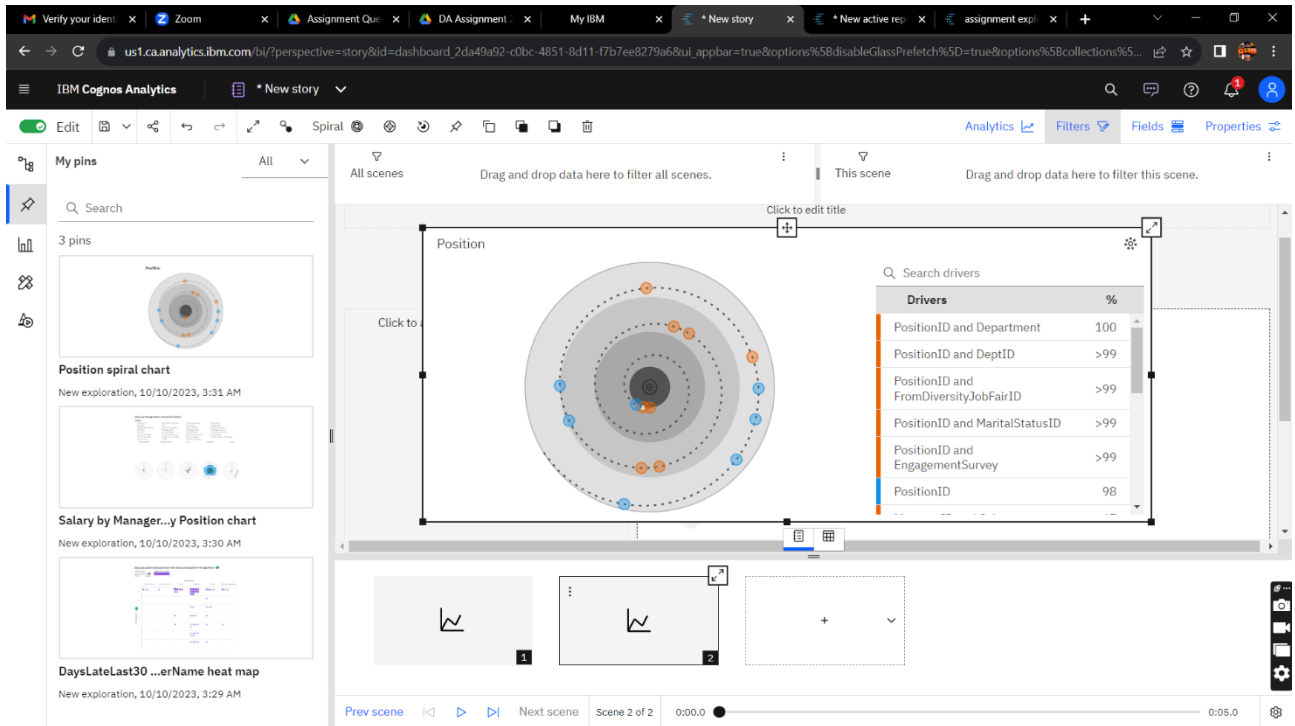 Verify your identi
Zoom
Assignment Que
DA Assignment
My IBM
* New story
* New active rep
assignment expl
us1.ca.analytics.ibm.com/bi/?perspective=story&id=dashboard_2da49a92-c0bc-4851-8d11-f7b7ee8279a6&ui_appbar=true&options%5BdisableGlassPrefetch%5D=true&options%5Bcollections%5...
IBM Cognos Analytics
* New story
1
Edit
Spiral
Analytics
Filters
Fields
Properties
My pins
All
Search
3 pins
Position spiral chart
New exploration, 10/10/2023, 3:31 AM
Salary by Manager...y Position chart
New exploration, 10/10/2023, 3:30 AM
DaysLateLast30 ...erName heat map
New exploration, 10/10/2023, 3:29 AM
All scenes
Drag and drop data here to filter all scenes.
This scene
Drag and drop data here to filter this scene.
Click to edit title
Click to
Position
Search drivers
Drivers %
PositionID and Department 100
PositionID and DeptID >99
PositionID and
FromDiversityJobFairID >99
PositionID and MaritalStatusID >99
PositionID and
EngagementSurvey >99
PositionID 98
1
2
Prev scene
Next scene
Scene 2 of 2
0:00.0
0:05.0